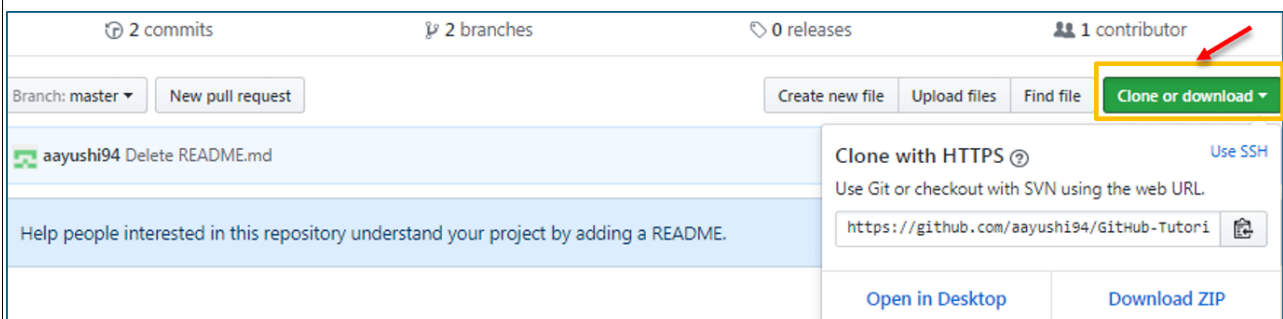 2 commits 2 branches 0 releases 1 contributor
Branch: master New pull request Create new file Upload files Find file Clone or download
aayushi94 Delete README.md
Clone with HTTPS Use SSH
Use Git or checkout with SVN using the web URL.
https://github.com/aayushi94/GitHub-Tutori
Help people interested in this repository understand your project by adding a README.
Open in Desktop Download ZIP